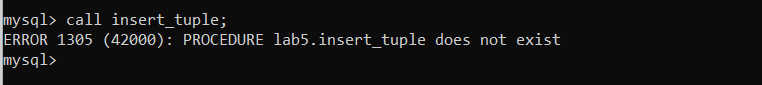 mysql> call insert_tuple;
ERROR 1305 (42000): PROCEDURE lab5.insert_tuple does not exist
mysql>